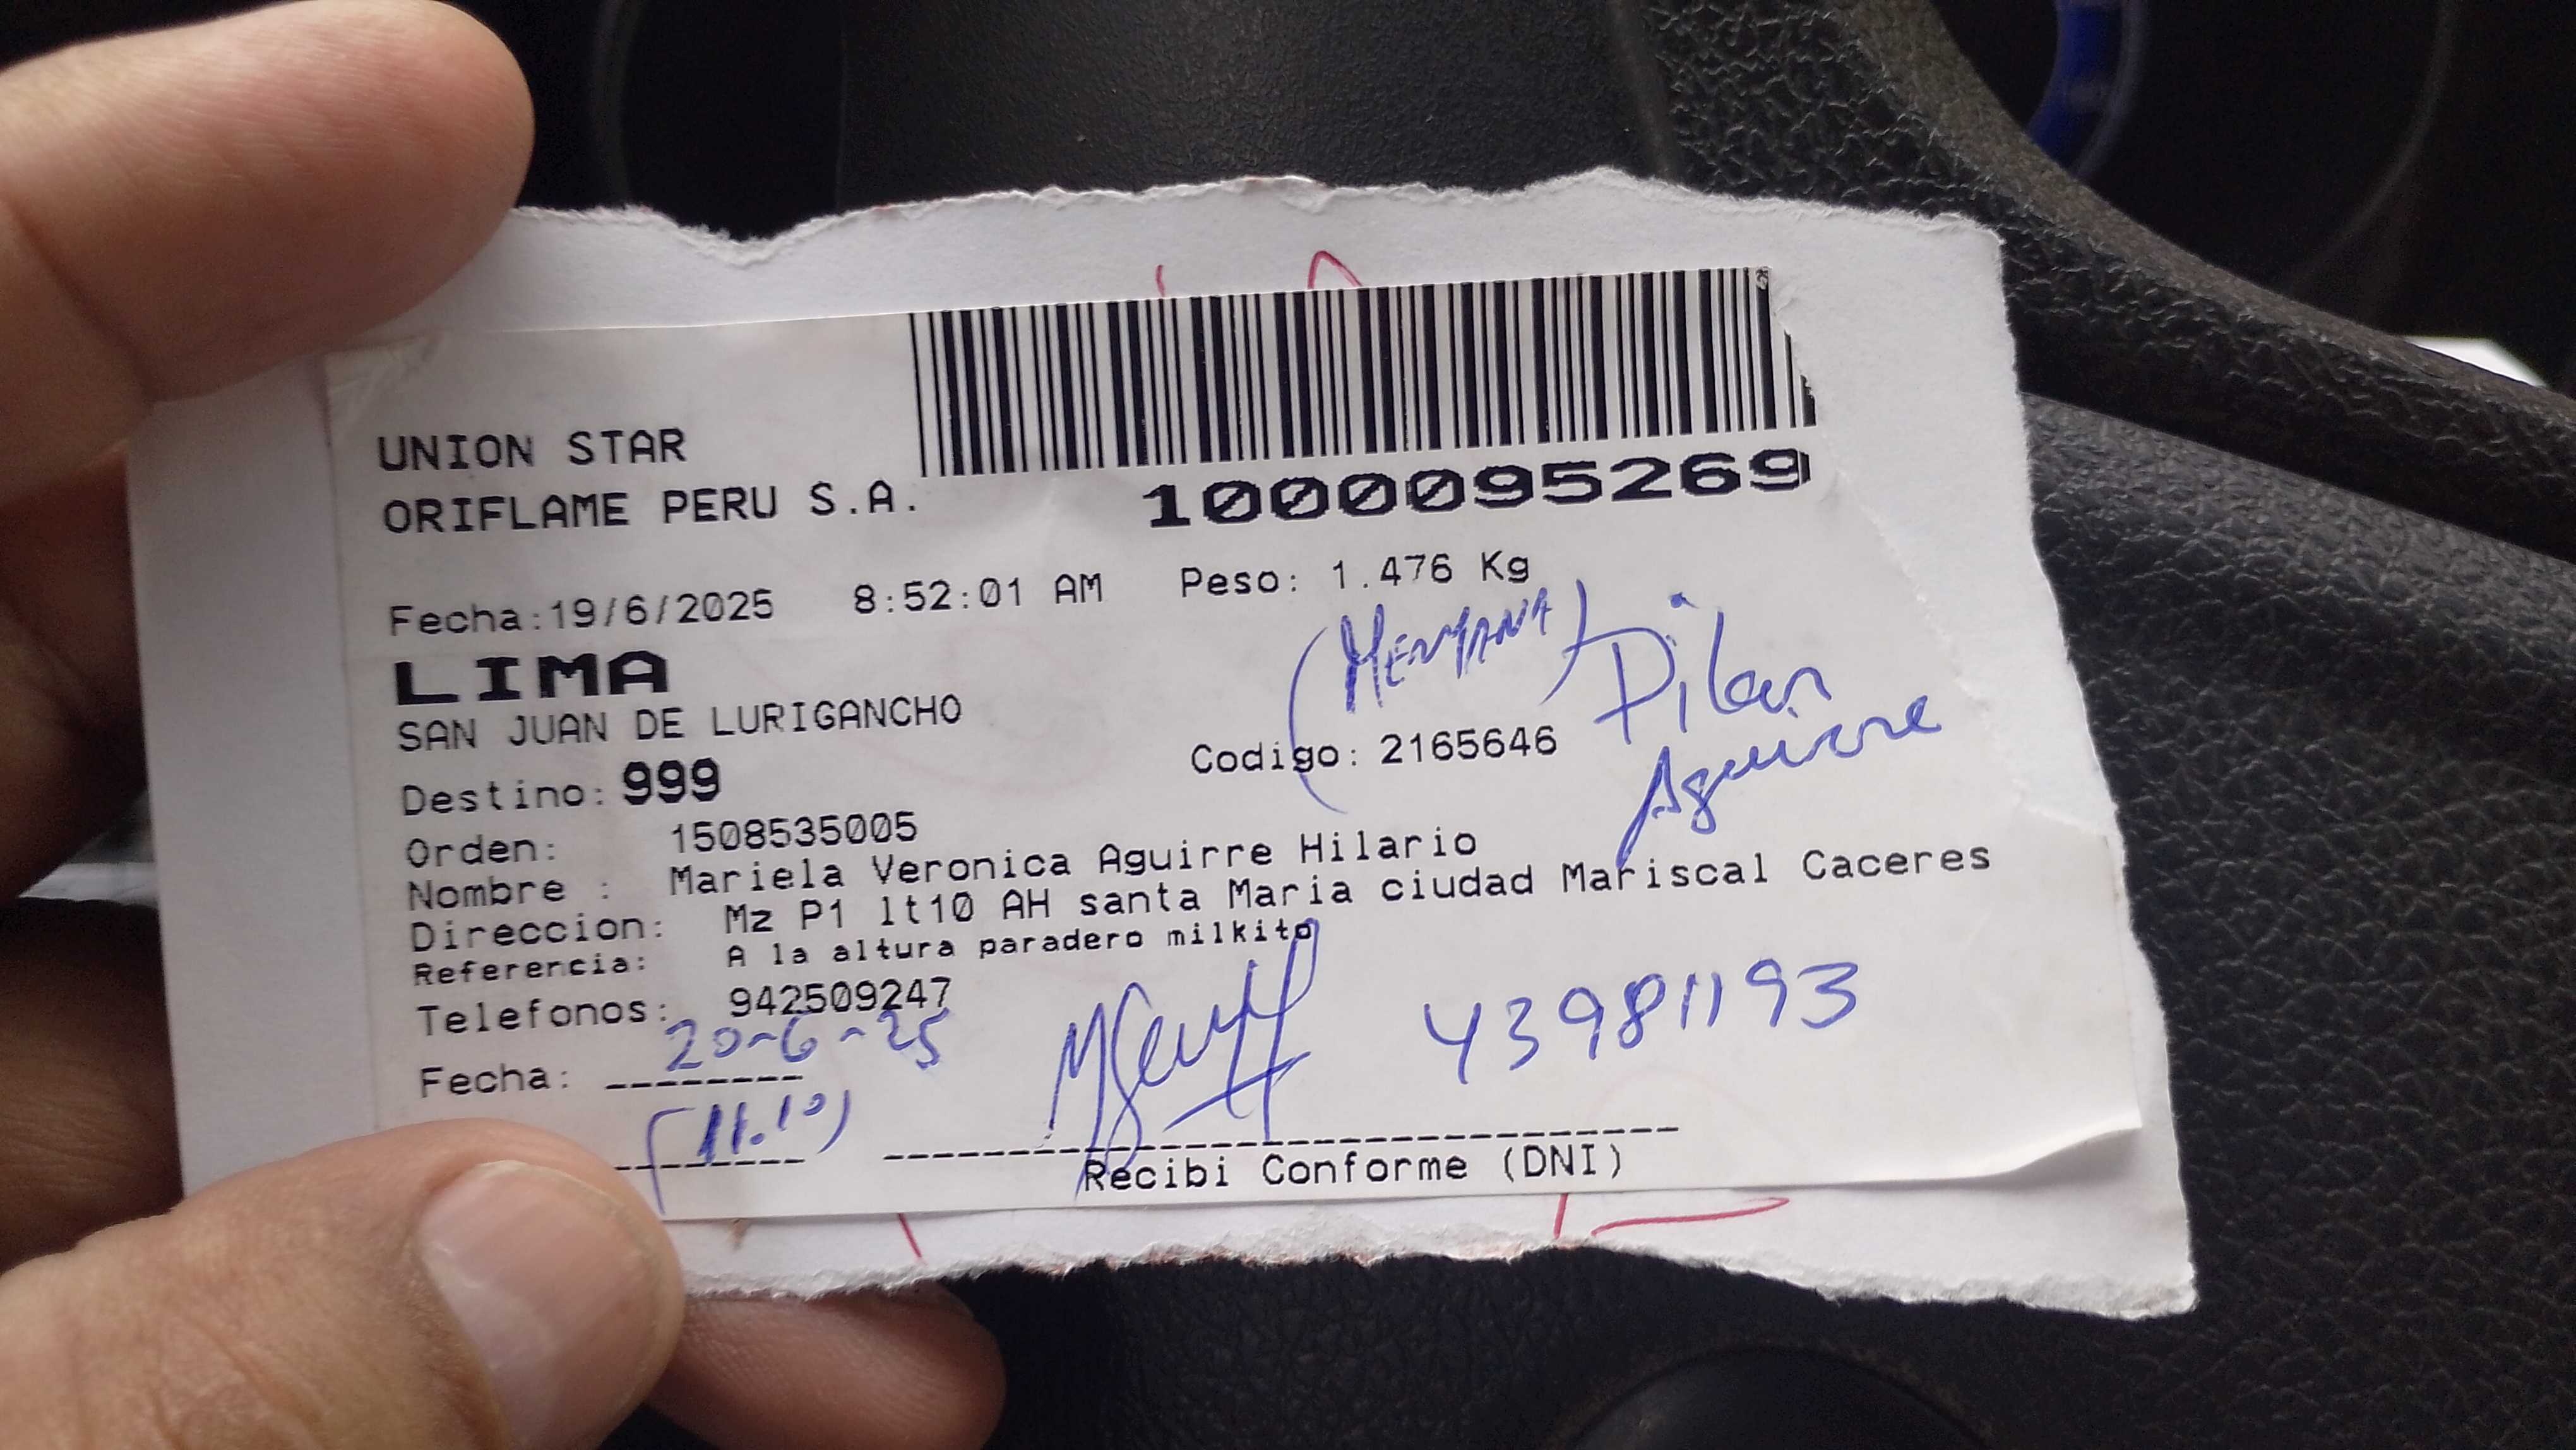 UNION STAR
ORIFLAME PERU S.A.
1000095269
Fecha:19/6/2025 8:52:01 AM Peso: 1.476 Kg
LIMA
(HERMANA)
SAN JUAN DE LURIGANCHO
Codigo: 2165646
Aguirre
Destino: 999
Orden: 1508535005
Nombre : Mariela Veronica Aguirre Hilario
Direccion: Mz P1 lt10 AH santa Maria ciudad Mariscal Caceres
Referencia: A la altura paradero milkito
Telefonos: 942509247
Fecha: 20-6-25
43981193
(11.10)
Recibi Conforme (DNI)